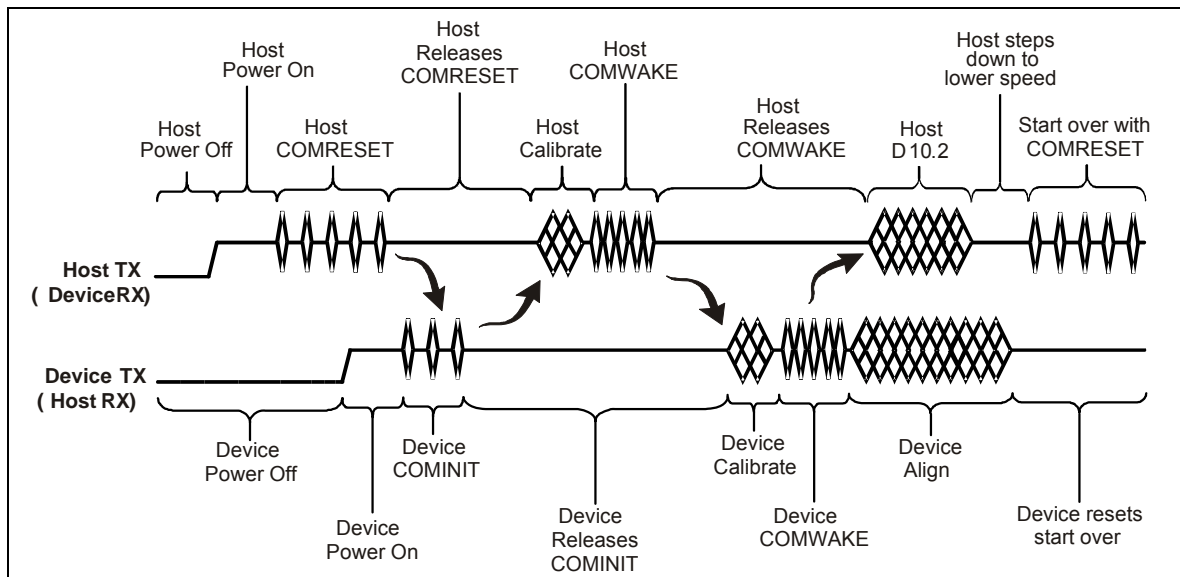 Host
Power On
Host
Releases
COMRESET
Host
COMWAKE
Host steps
down to
lower speed
Host
Power Off
Host
COMRESET
Host
Calibrate
Host
Releases
COMWAKE
Host
D 10.2
Start over with
COMRESET
Host TX
( DeviceRX)
Device TX
( Host RX)
Device
Power Off
Device
COMINIT
Device
Calibrate
Device
Align
Device
Power On
Device
Releases
COMINIT
Device
COMWAKE
Device resets
start over